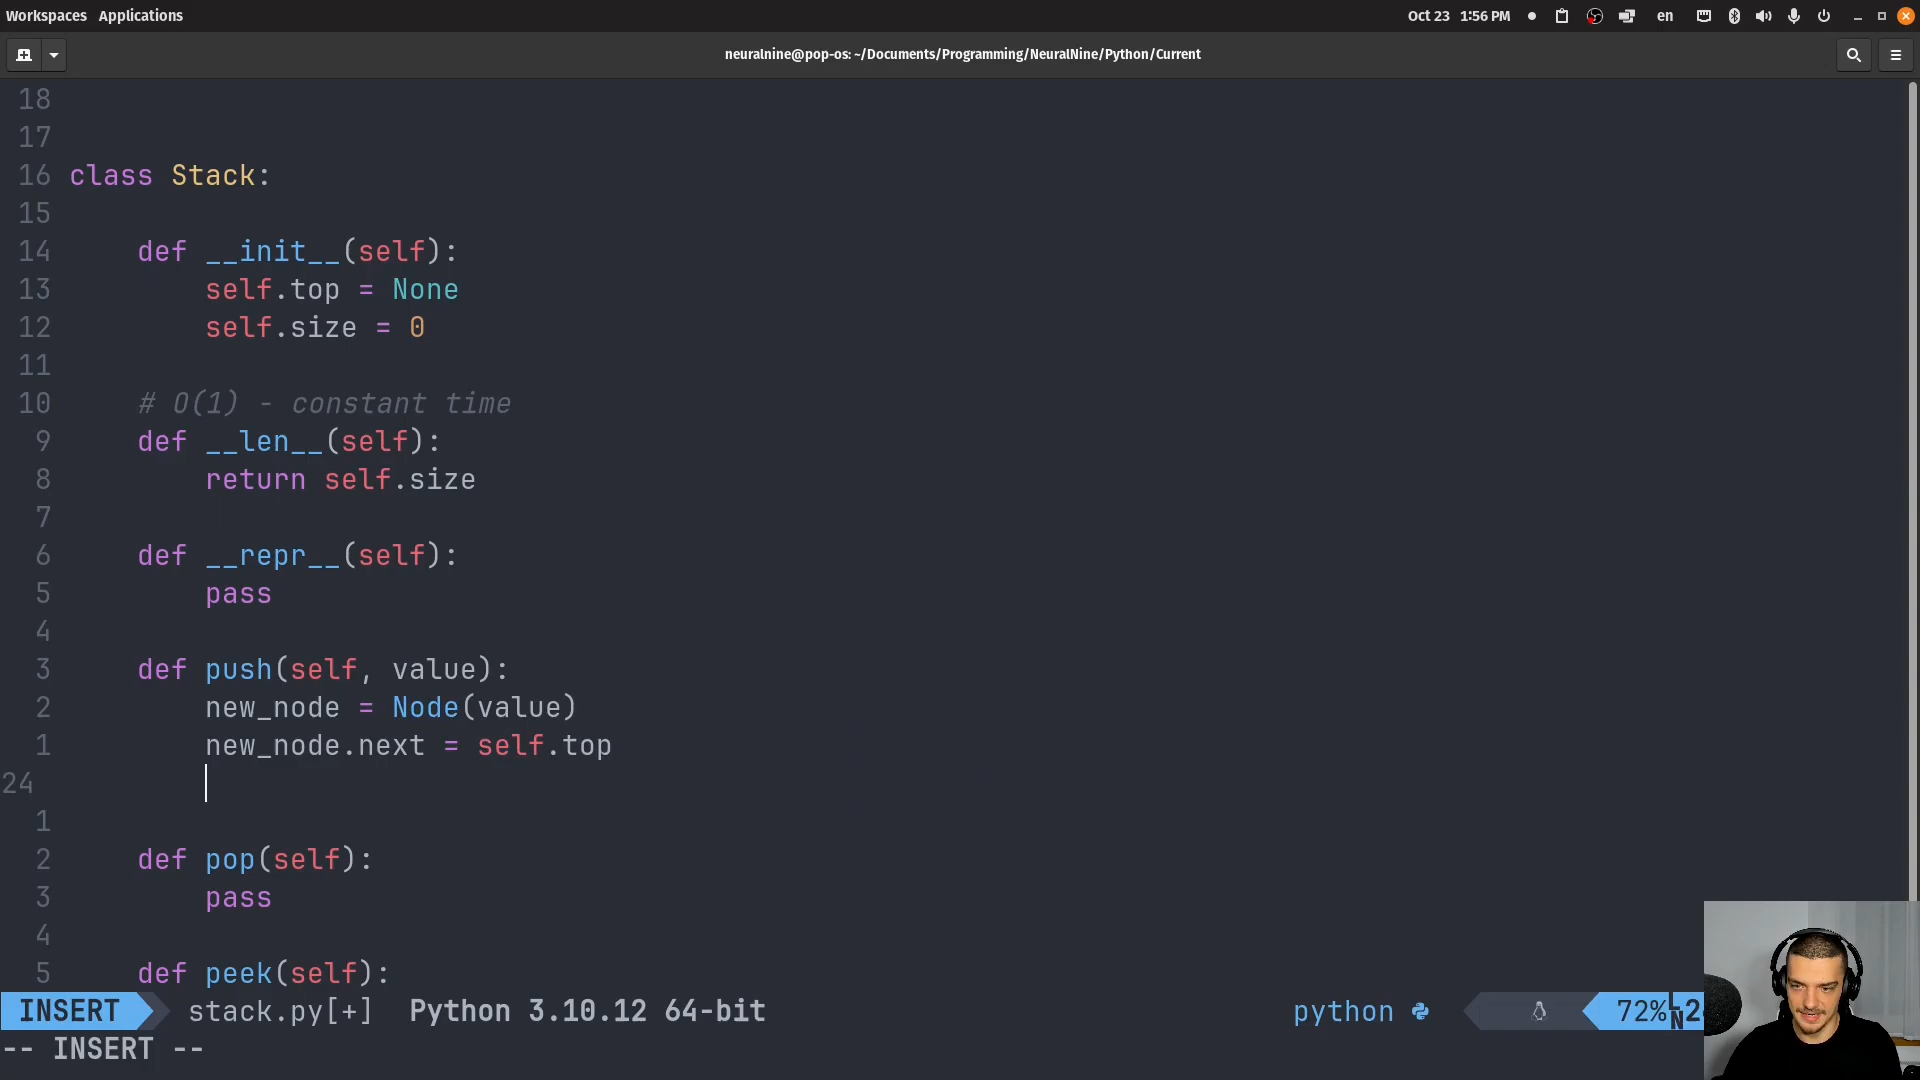 Workspaces Applications Oct 23 1:56 PM en
neuralnine@pop-os: ~/Documents/Programming/NeuralNine/Python/Current
18
17
16 class Stack:
15
14 def __init__(self):
13 self.top = None
12 self.size = 0
11
10 # O(1) - constant time
9 def __len__(self):
8 return self.size
7
6 def __repr__(self):
5 pass
4
3 def push(self, value):
2 new_node = Node(value)
1 new_node.next = self.top
24
1
2 def pop(self):
3 pass
4
5 def peek(self):
INSERT stack.py[+] Python 3.10.12 64-bit python 72%
-- INSERT --